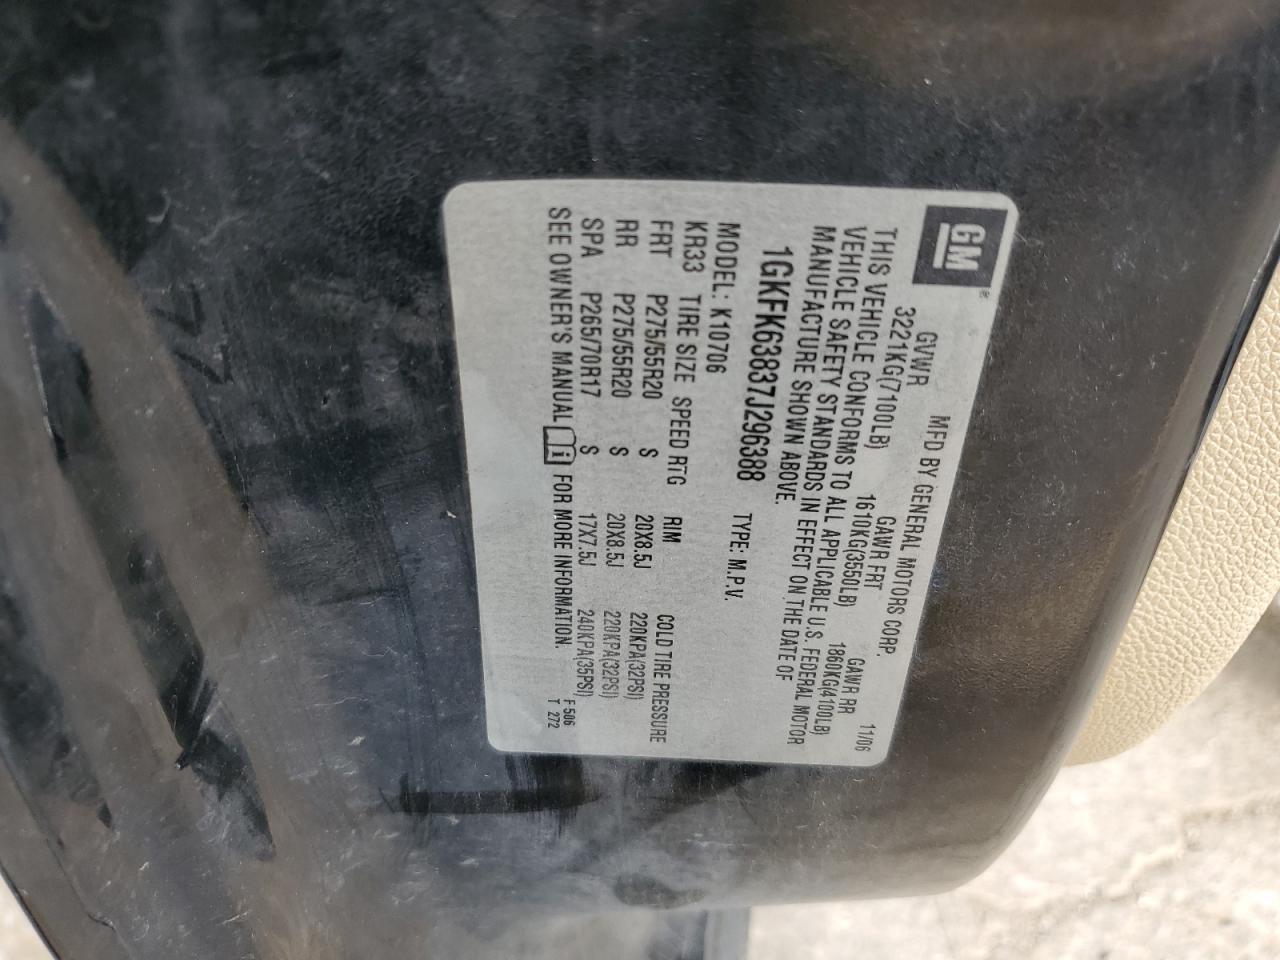 GM
MFD BY GENERAL MOTORS CORP. 11/06
GVWR GAWR FRT GAWR RR
3221KG(7100LB) 1610KG(3550LB) 1860KG(4100LB)
THIS VEHICLE CONFORMS TO ALL APPLICABLE U.S. FEDERAL MOTOR
VEHICLE SAFETY STANDARDS IN EFFECT ON THE DATE OF
MANUFACTURE SHOWN ABOVE.
1GKFK63837J296388 TYPE: M.P.V.
MODEL: K10706
KR33 TIRE SIZE SPEED RTG RIM COLD TIRE PRESSURE
FRT P275/55R20 S 20X8.5J 220KPA(32PSI)
RR P275/55R20 S 20X8.5J 220KPA(32PSI)
SPA P265/70R17 S 17X7.5J 240KPA(35PSI)
SEE OWNER'S MANUAL i FOR MORE INFORMATION.
F 506
T 272